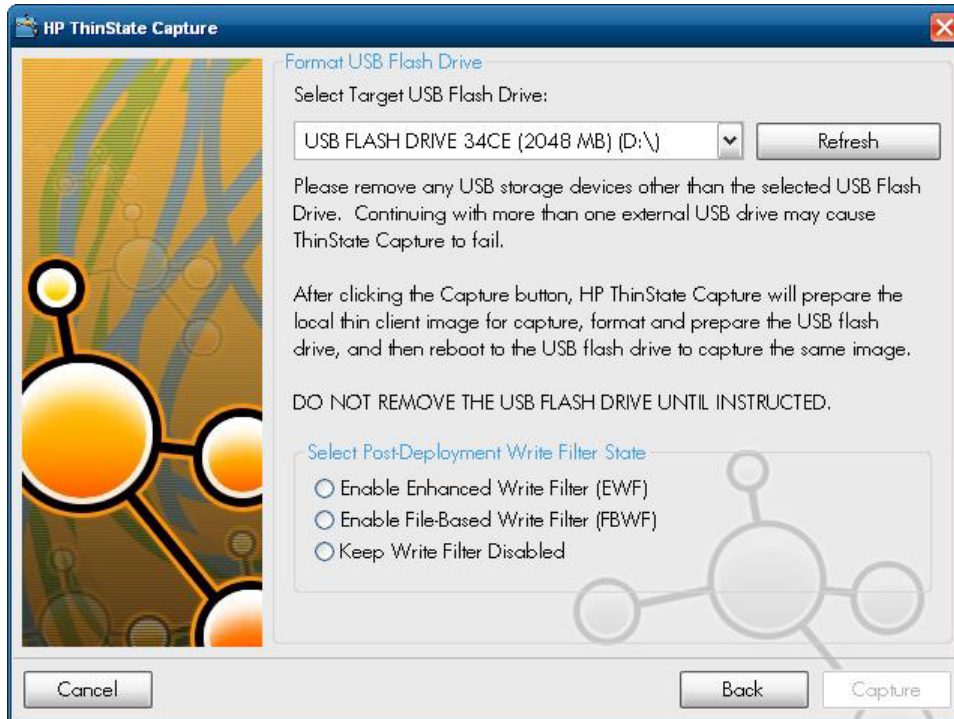 HP ThinState Capture
Format USB Flash Drive
Select Target USB Flash Drive:
USB FLASH DRIVE 34CE (2048 MB) (D:\)
Refresh
Please remove any USB storage devices other than the selected USB Flash
Drive. Continuing with more than one external USB drive may cause
ThinState Capture to fail.
After clicking the Capture button, HP ThinState Capture will prepare the
local thin client image for capture, format and prepare the USB flash
drive, and then reboot to the USB flash drive to capture the same image.
DO NOT REMOVE THE USB FLASH DRIVE UNTIL INSTRUCTED.
Select Post-Deployment Write Filter State
Enable Enhanced Write Filter (EWF)
Enable File-Based Write Filter (FBWF)
Keep Write Filter Disabled
Cancel
Back
Capture